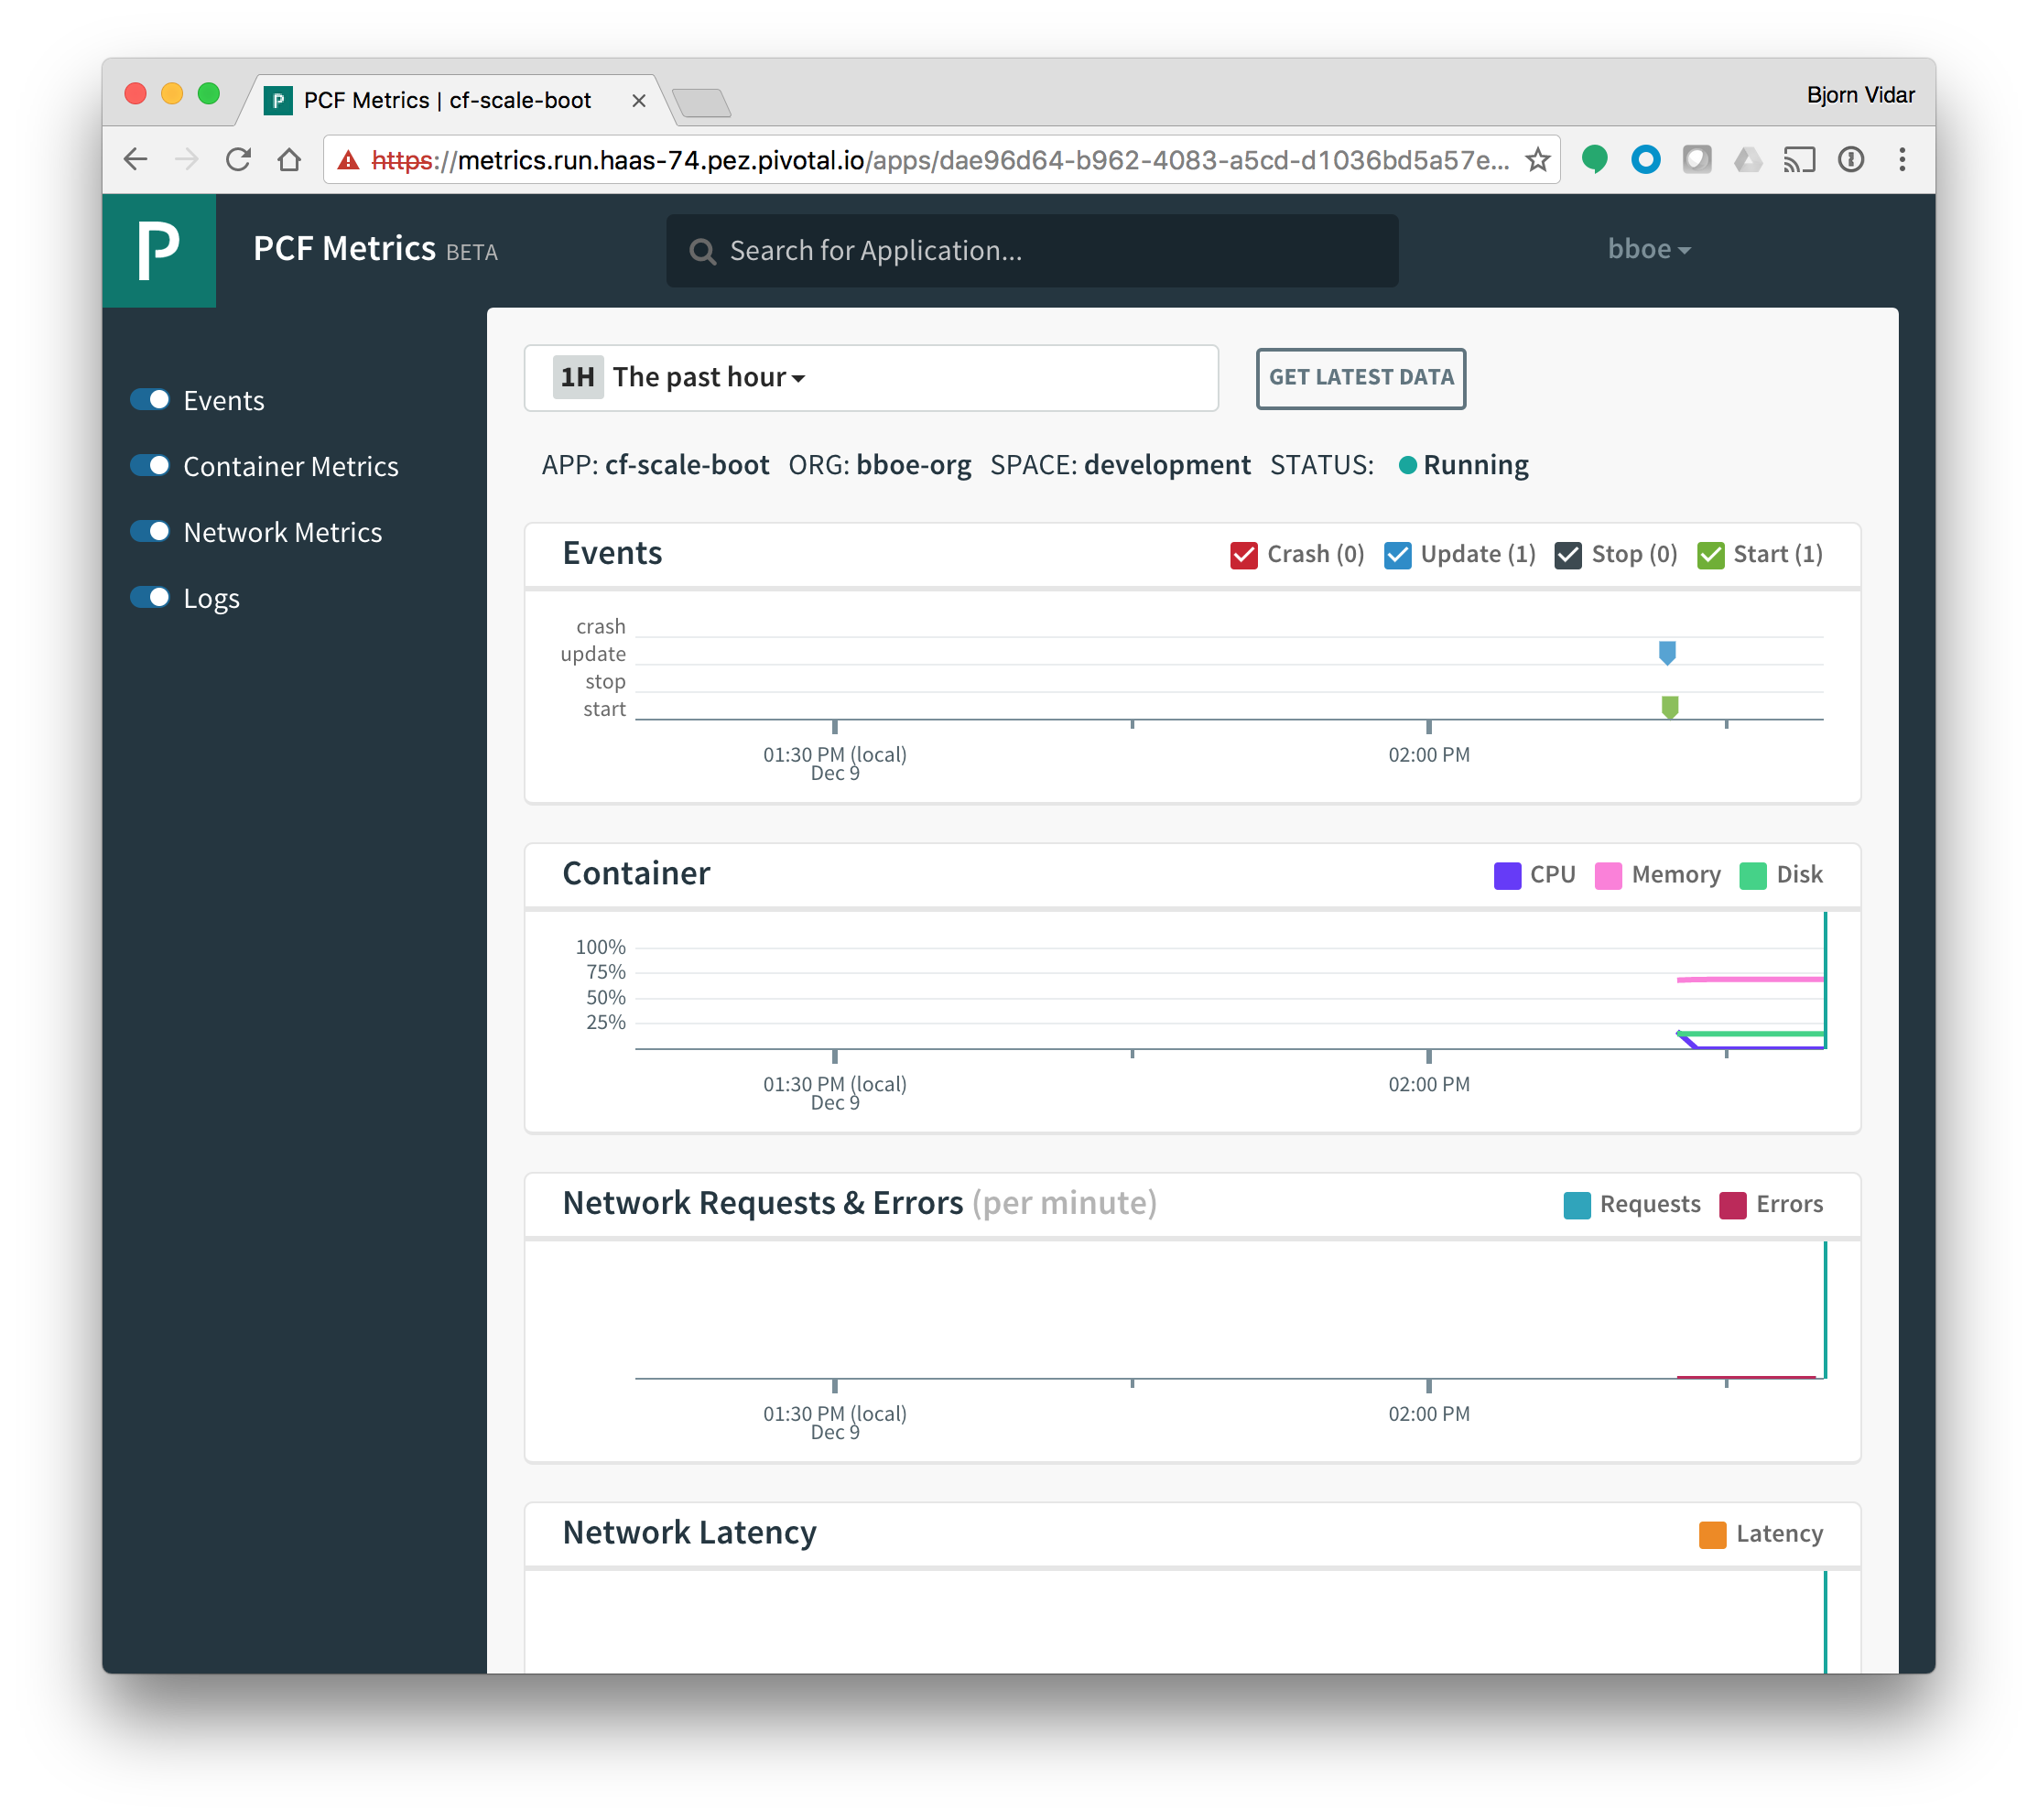 PCF Metrics | cf-scale-boot
Bjorn Vidar
https://metrics.run.haas-74.pez.pivotal.io/apps/dae96d64-b962-4083-a5cd-d1036bd5a57e...
P
PCF Metrics BETA
Search for Application...
bboe
Events
Container Metrics
Network Metrics
Logs
1H The past hour
GET LATEST DATA
APP: cf-scale-boot ORG: bboe-org SPACE: development STATUS: Running
Events
Crash (0) Update (1) Stop (0) Start (1)
crash
update
stop
start
01:30 PM (local)
Dec 9
02:00 PM
Container
CPU Memory Disk
100%
75%
50%
25%
01:30 PM (local)
Dec 9
02:00 PM
Network Requests & Errors (per minute)
Requests Errors
01:30 PM (local)
Dec 9
02:00 PM
Network Latency
Latency